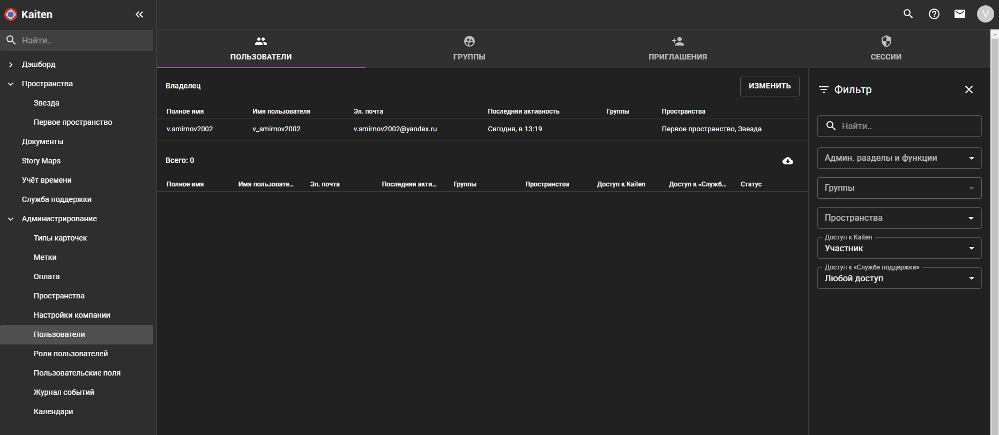 Kaiten
Найти..
Дэшборд
Пространства
Звезда
Первое пространство
Документы
Story Maps
Учёт времени
Служба поддержки
Администрирование
Типы карточек
Метки
Оплата
Пространства
Настройки компании
Пользователи
Роли пользователей
Пользовательские поля
Журнал событий
Календари
V
ПОЛЬЗОВАТЕЛИ ГРУППЫ ПРИГЛАШЕНИЯ СЕССИИ
Владелец ИЗМЕНИТЬ
Полное имя Имя пользователя Эл. почта Последняя активность Группы Пространства
v.smirnov2002 v_smirnov2002 v.smirnov2002@yandex.ru Сегодня, в 13:19 Первое пространство, Звезда
Всего: 0
Полное имя Имя пользовате... Эл. почта Последняя акти... Группы Пространства Доступ к Kaiten Доступ к «Служб... Статус
Фильтр
Найти..
Админ. разделы и функции
Группы
Пространства
Доступ к Kaiten
Участник
Доступ к «Службе поддержки»
Любой доступ